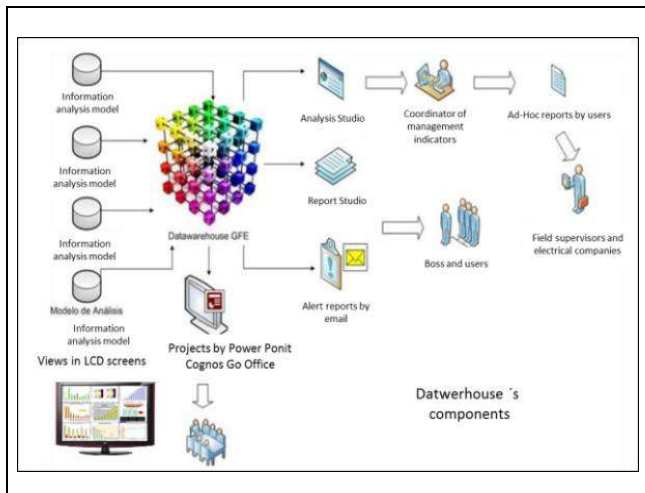 Information
analysis model
Information
analysis model
Information
analysis model
Modelo de Análisis
Information
analysis model
Datawarehouse GFE
Analysis Studio
Coordinator of
management
indicators
Ad-Hoc reports by users
Report Studio
Field supervisors and
electrical companies
Boss and users
Alert reports by
email
Projects by Power Ponit
Cognos Go Office
Views in LCD screens
Datwerhouse ´s
components